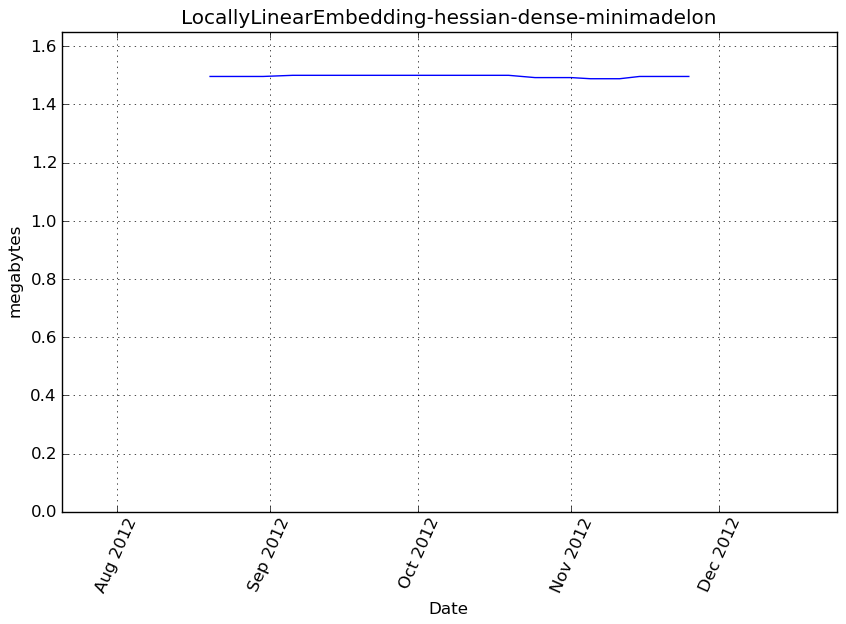 LocallyLinearEmbedding-hessian-dense-minimadelon
1.6
1.4
1.2
1.0
0.8
0.6
0.4
0.2
0.0
megabytes
Aug 2012
Sep 2012
Oct 2012
Nov 2012
Dec 2012
Date